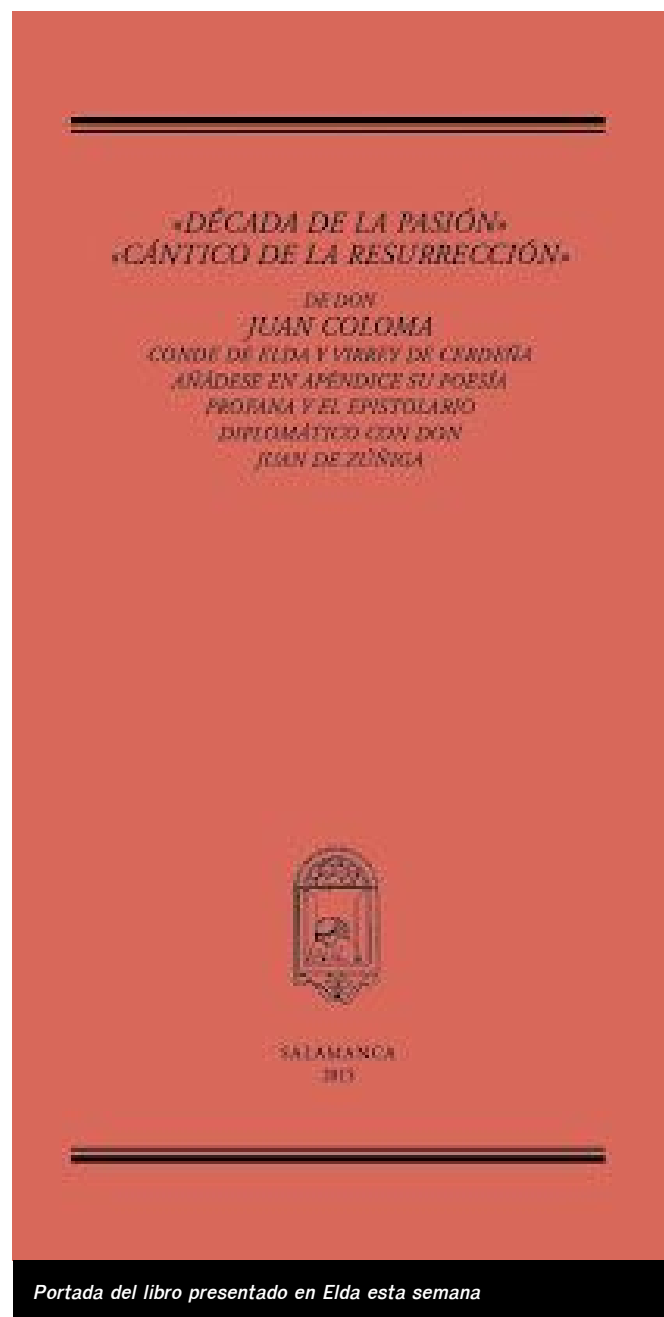 «DÉCADA DE LA PASIÓN»
«CÁNTICO DE LA RESURRECCIÓN»
DE DON
JUAN COLOMA
CONDE DE ELDA Y VIRREY DE CERDEÑA
AÑÁDESE EN APÉNDICE SU POESÍA
PROFANA Y EL EPISTOLARIO
DIPLOMÁTICO CON DON
JUAN DE ZÚÑIGA
SALAMANCA
Portada del libro presentado en Elda esta semana